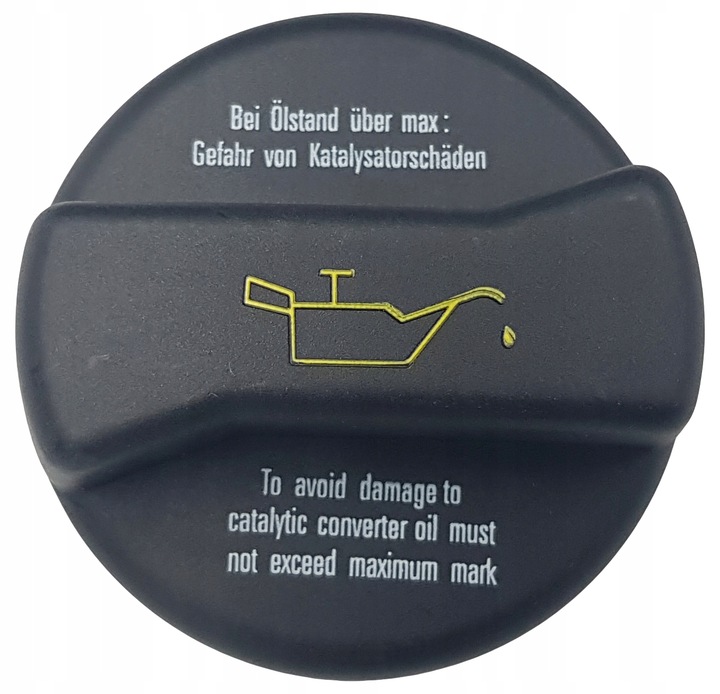 Bei Ölstand über max:
Gefahr von Katalysatorschäden
To avoid damage to
catalytic converter oil must
not exceed maximum mark